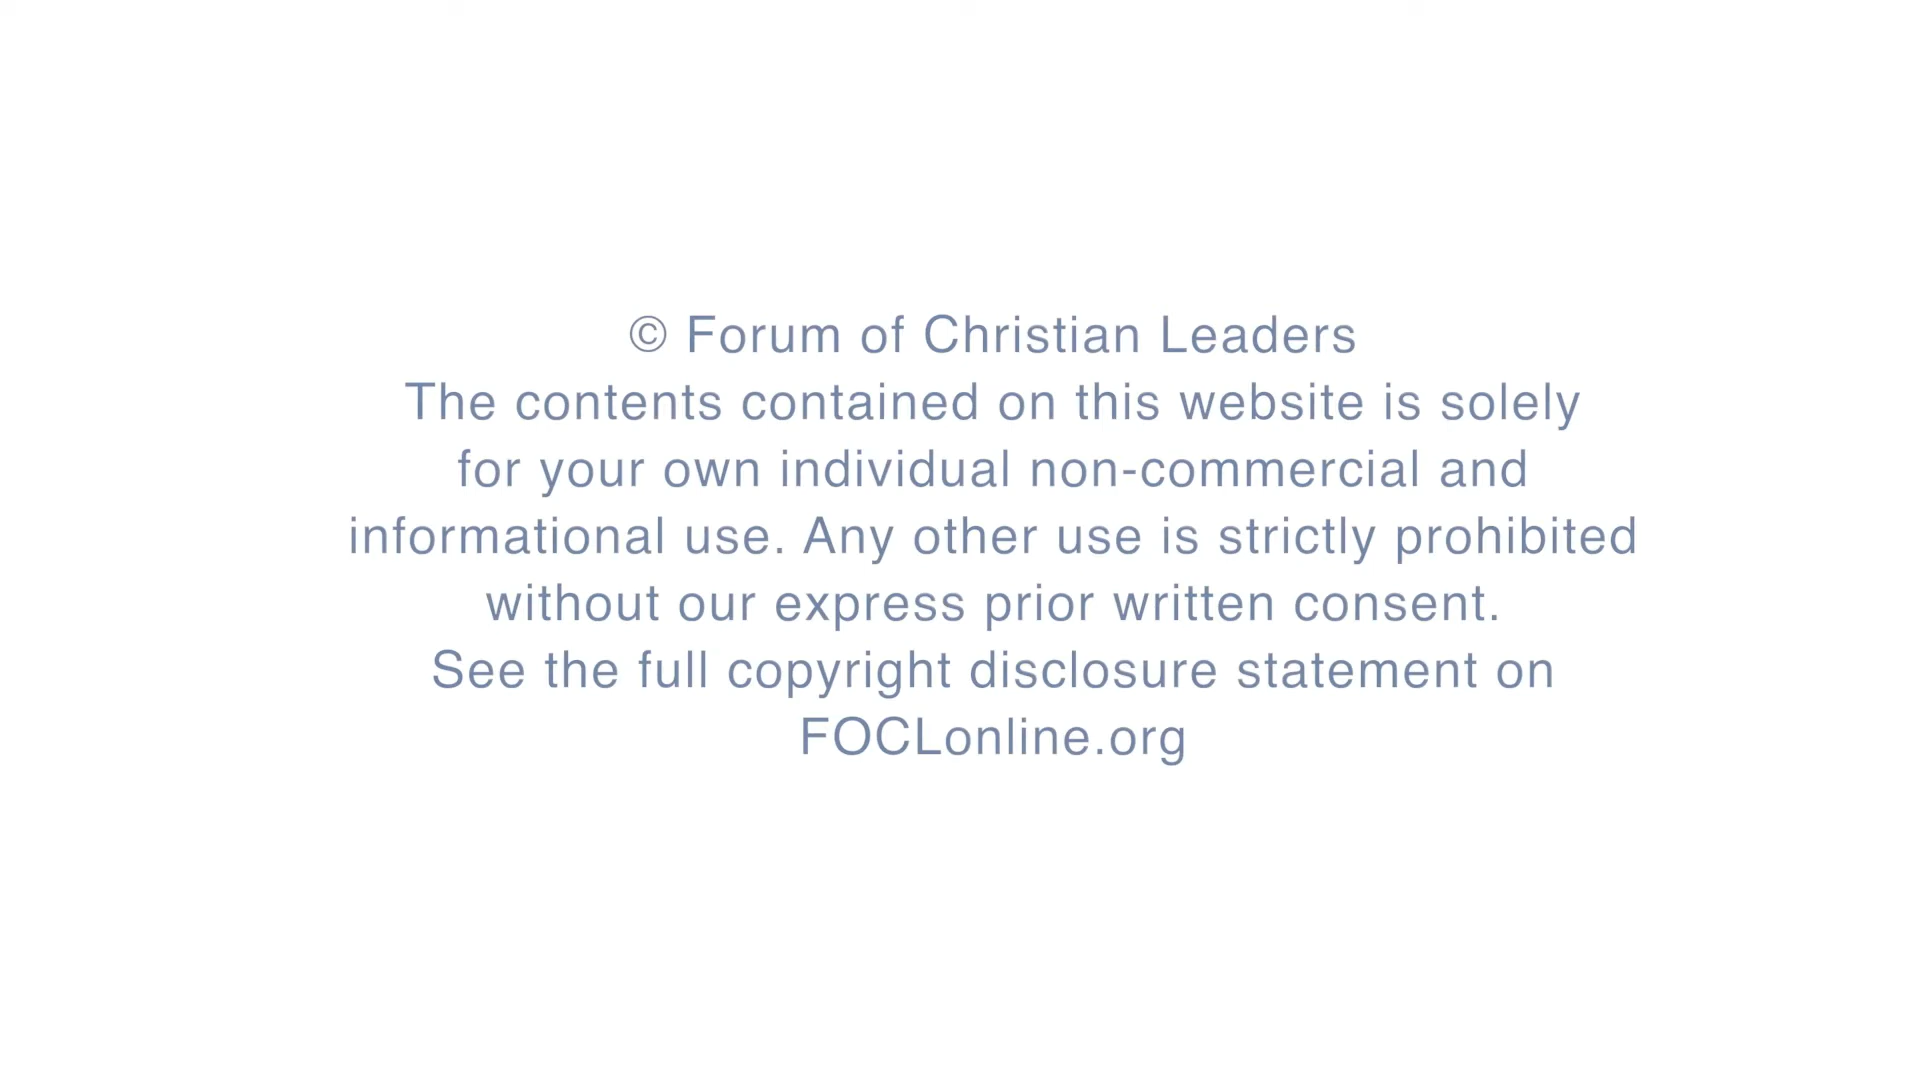 © Forum of Christian Leaders
The contents contained on this website is solely
for your own individual non-commercial and
informational use. Any other use is strictly prohibited
without our express prior written consent.
See the full copyright disclosure statement on
FOCLonline.org